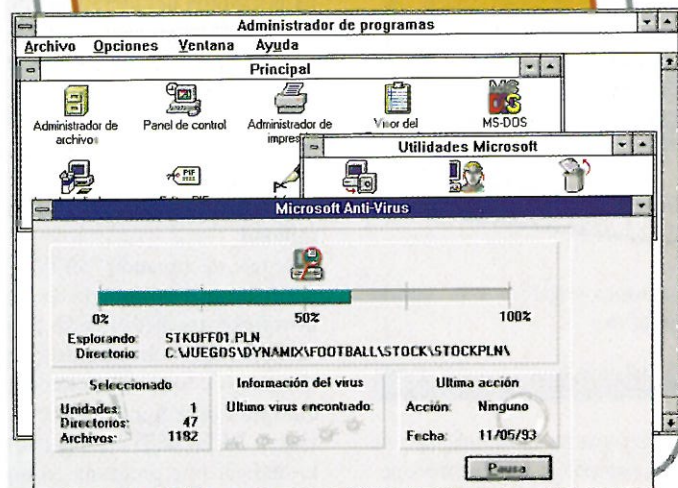 Administrador de programas
Archivo Opciones Ventana Ayuda
Principal
Administrador de archivos
Panel de control
Administrador de
Visor del
MS-DOS
MS DOS
PIF
Utilidades Microsoft
Microsoft Anti-Virus
0% 50% 100%
Explorando: STKOFF01.PLN
Directorio: C:\JUEGOS\DYNAMIX\FOOTBALL\STOCK\STOCKPLN\
Seleccionado
Unidades: 1
Directorios: 47
Archivos: 1182
Información del virus
Ultimo virus encontrado:
Ultima acción
Acción: Ninguno
Fecha: 11/05/93
Pausa